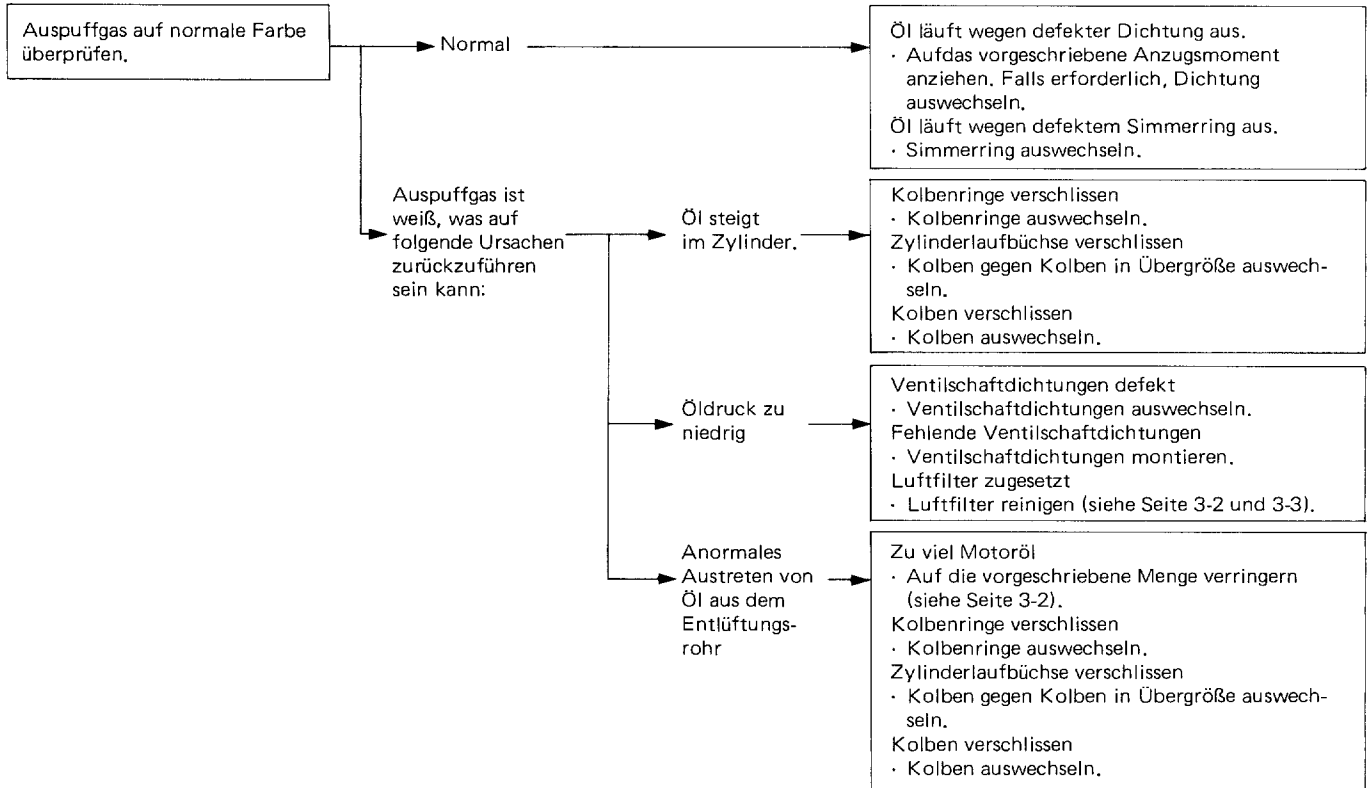 Auspuffgas auf normale Farbe
überprüfen.
Normal
Öl läuft wegen defekter Dichtung aus.
· Aufdas vorgeschriebene Anzugsmoment
anziehen. Falls erforderlich, Dichtung
auswechseln.
Öl läuft wegen defektem Simmerring aus.
· Simmerring auswechseln.
Auspuffgas ist
weiß, was auf
folgende Ursachen
zurückzuführen
sein kann:
Öl steigt
im Zylinder.
Kolbenringe verschlissen
· Kolbenringe auswechseln.
Zylinderlaufbüchse verschlissen
· Kolben gegen Kolben in Übergröße auswech-
seln.
Kolben verschlissen
· Kolben auswechseln.
Öldruck zu
niedrig
Ventilschaftdichtungen defekt
· Ventilschaftdichtungen auswechseln.
Fehlende Ventilschaftdichtungen
· Ventilschaftdichtungen montieren.
Luftfilter zugesetzt
· Luftfilter reinigen (siehe Seite 3-2 und 3-3).
Anormales
Austreten von
Öl aus dem
Entlüftungs-
rohr
Zu viel Motoröl
· Auf die vorgeschriebene Menge verringern
(siehe Seite 3-2).
Kolbenringe verschlissen
· Kolbenringe auswechseln.
Zylinderlaufbüchse verschlissen
· Kolben gegen Kolben in Übergröße auswech-
seln.
Kolben verschlissen
· Kolben auswechseln.